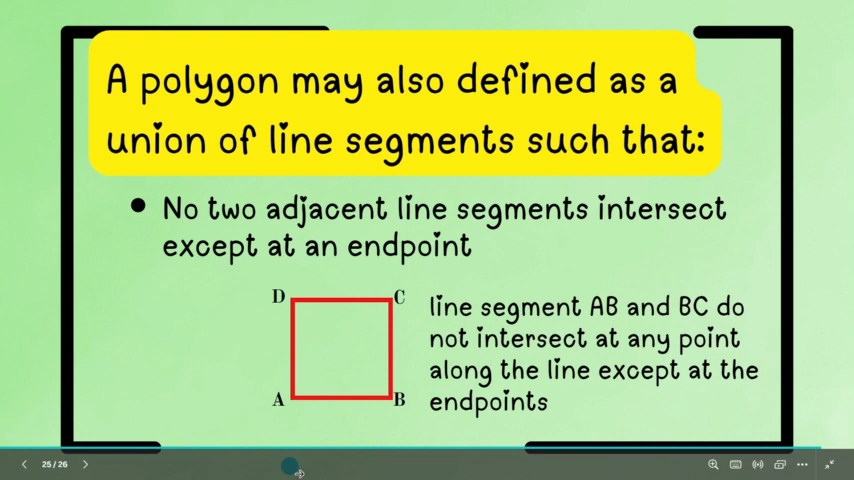 A polygon may also defined as a
union of line segments such that:
• No two adjacent line segments intersect
except at an endpoint
D
C
line segment AB and BC do
not intersect at any point
along the line except at the
endpoints
A
B
25 / 26